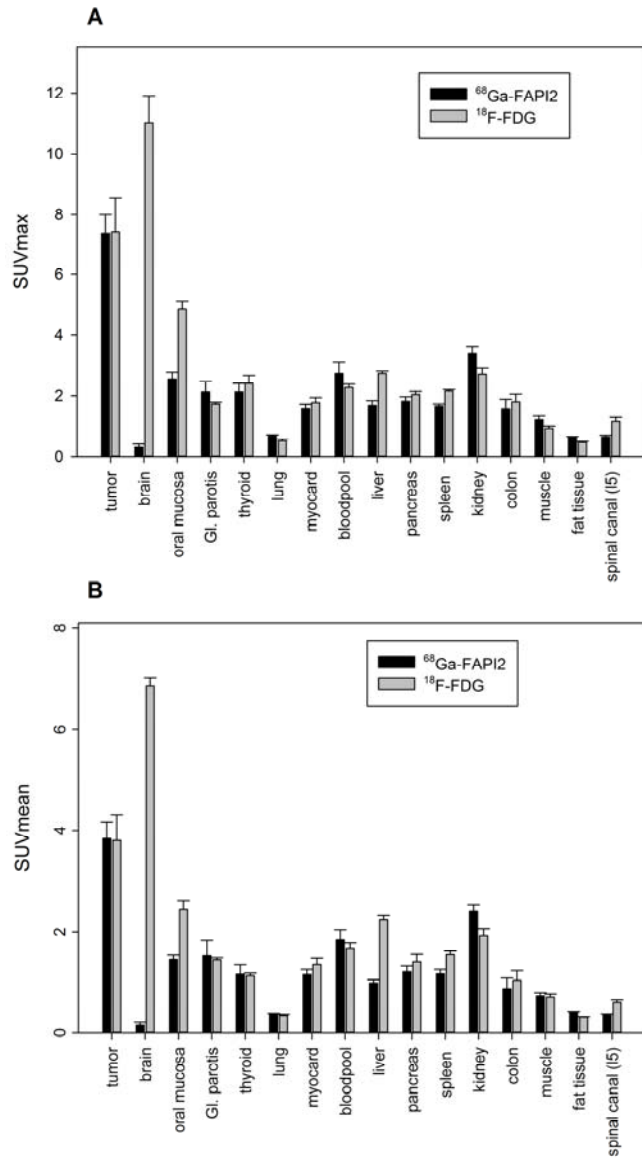 A
12
10
8
6
4
2
0
SUVmax
⁶⁸Ga-FAPI2
¹⁸F-FDG
tumor
brain
oral mucosa
Gl. parotis
thyroid
lung
myocard
bloodpool
liver
pancreas
spleen
kidney
colon
muscle
fat tissue
spinal canal (l5)
B
8
6
4
2
0
SUVmean
⁶⁸Ga-FAPI2
¹⁸F-FDG
tumor
brain
oral mucosa
Gl. parotis
thyroid
lung
myocard
bloodpool
liver
pancreas
spleen
kidney
colon
muscle
fat tissue
spinal canal (l5)